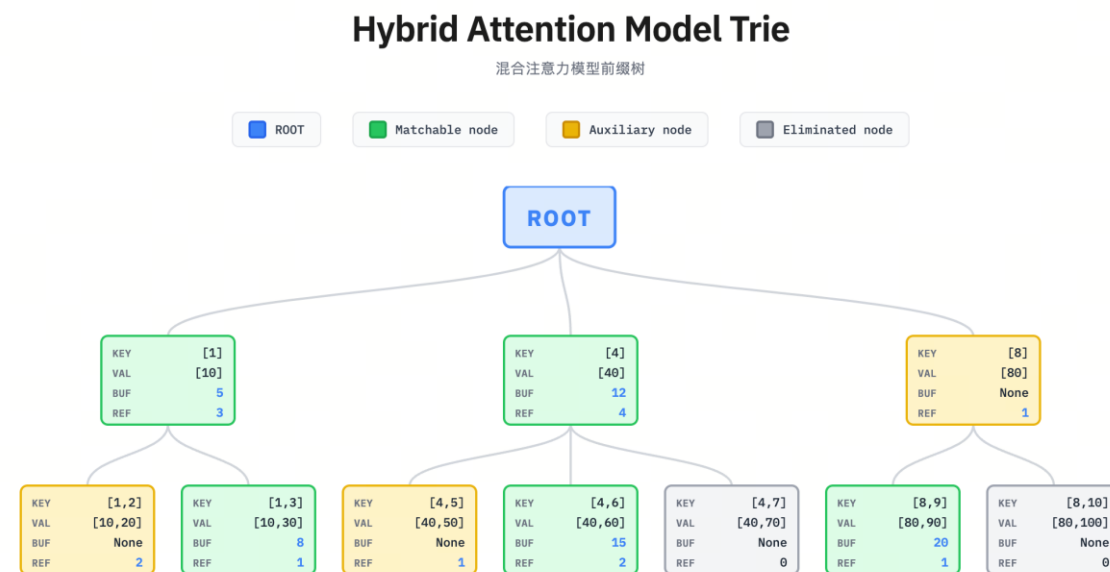 Hybrid Attention Model Trie
混合注意力模型前缀树
ROOT
Matchable node
Auxiliary node
Eliminated node
ROOT
KEY [1]
VAL [10]
BUF 5
REF 3
KEY [4]
VAL [40]
BUF 12
REF 4
KEY [8]
VAL [80]
BUF None
REF 1
KEY [1,2]
VAL [10,20]
BUF None
REF 2
KEY [1,3]
VAL [10,30]
BUF 8
REF 1
KEY [4,5]
VAL [40,50]
BUF None
REF 1
KEY [4,6]
VAL [40,60]
BUF 15
REF 2
KEY [4,7]
VAL [40,70]
BUF None
REF 0
KEY [8,9]
VAL [80,90]
BUF 20
REF 1
KEY [8,10]
VAL [80,100]
BUF None
REF 0